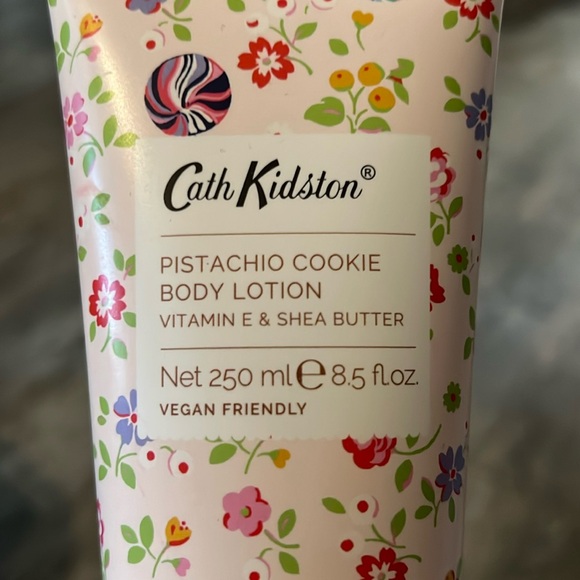 Cath Kidston®
PISTACHIO COOKIE
BODY LOTION
VITAMIN E & SHEA BUTTER
Net 250 ml ℮ 8.5 fl.oz.
VEGAN FRIENDLY